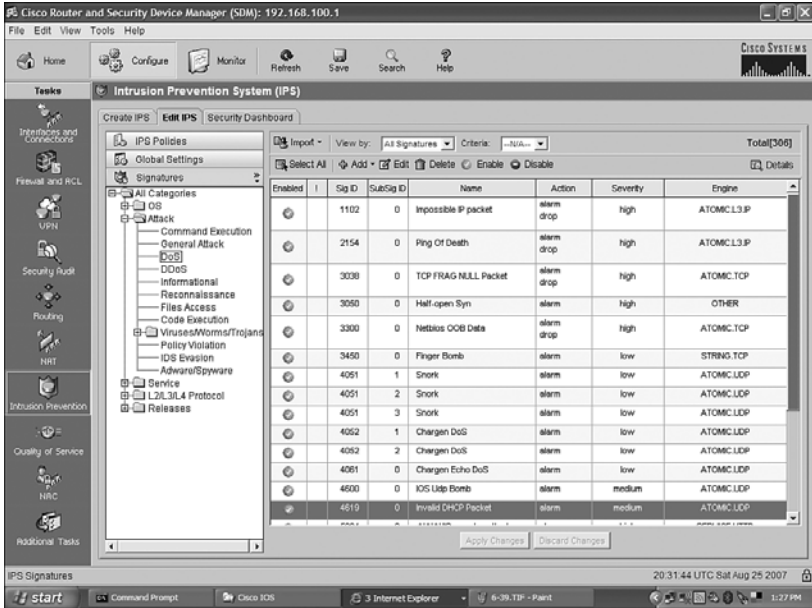 Cisco Router and Security Device Manager (SDM): 192.168.100.1
File Edit View Tools Help
Home Configure Monitor Refresh Save Search Help
CISCO SYSTEMS
Tasks
Interfaces and Connections
Firewall and ACL
VPN
Security Audit
Routing
NAT
Intrusion Prevention
Quality of Service
NAC
Additional Tasks
Intrusion Prevention System (IPS)
Create IPS Edit IPS Security Dashboard
IPS Policies
Global Settings
Signatures
All Categories
OS
Attack
Command Execution
General Attack
DoS
DDoS
Informational
Reconnaissance
Files Access
Code Execution
Viruses/Worms/Trojans
Policy Violation
IDS Evasion
Adware/Spyware
Service
L2/L3/L4 Protocol
Releases
Import View by: All Signatures Criteria: --N/A-- Total[306]
Select All Add Edit Delete Enable Disable Details
Enabled ! Sig ID SubSig ID Name Action Severity Engine
1102 0 Impossible IP packet alarm drop high ATOMIC.L3.IP
2154 0 Ping Of Death alarm drop high ATOMIC.L3.IP
3038 0 TCP FRAG NULL Packet alarm drop high ATOMIC.TCP
3050 0 Half-open Syn alarm high OTHER
3300 0 Netbios OOB Data alarm drop high ATOMIC.TCP
3450 0 Finger Bomb alarm low STRING.TCP
4051 1 Snork alarm low ATOMIC.UDP
4051 2 Snork alarm low ATOMIC.UDP
4051 3 Snork alarm low ATOMIC.UDP
4052 1 Chargen DoS alarm low ATOMIC.UDP
4052 2 Chargen DoS alarm low ATOMIC.UDP
4061 0 Chargen Echo DoS alarm low ATOMIC.UDP
4600 0 IOS Udp Bomb alarm medium ATOMIC.UDP
4619 0 Invalid DHCP Packet alarm medium ATOMIC.UDP
Apply Changes Discard Changes
IPS Signatures 20:31:44 UTC Sat Aug 25 2007
start Command Prompt Cisco IOS 3 Internet Explorer 6-39.TIF - Paint 1:27 PM